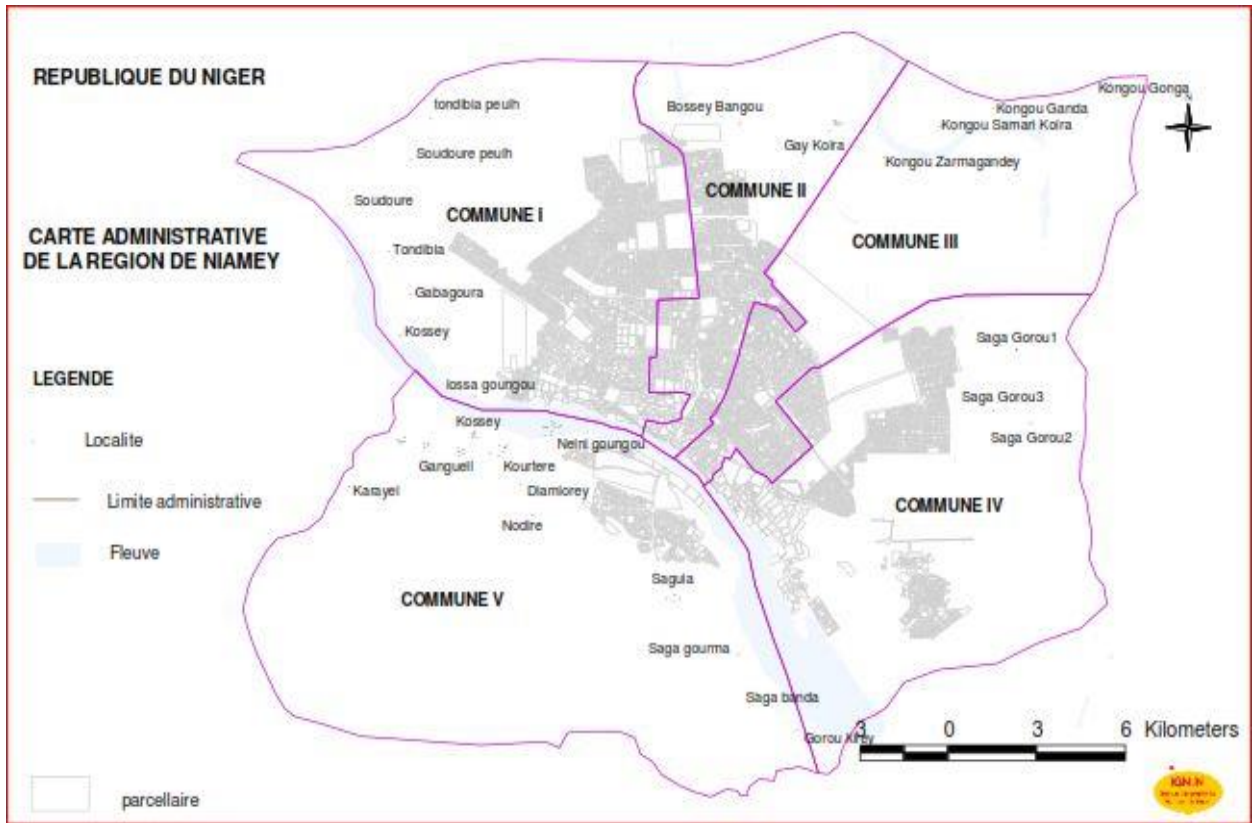 REPUBLIQUE DU NIGER
CARTE ADMINISTRATIVE
DE LA REGION DE NIAMEY
LEGENDE
Localite
Limite administrative
Fleuve
parcellaire
tondibia peulh
Soudoure peulh
Soudoure
COMMUNE I
Tondibia
Gabagoura
Kossey
Iossa goungou
Bossey Bangou
Gay Koira
COMMUNE II
Kongou Gonga
Kongou Ganda
Kongou Samari Koira
Kongou Zarmagandey
COMMUNE III
N
Saga Gorou1
Saga Gorou3
Saga Gorou2
COMMUNE IV
Kossey
Neini goungou
Ganguell
Kourtere
Karayel
Diamiorey
Nodire
COMMUNE V
Saguia
Saga gourma
Saga banda
Gorou Kirey
3 0 3 6 Kilometers